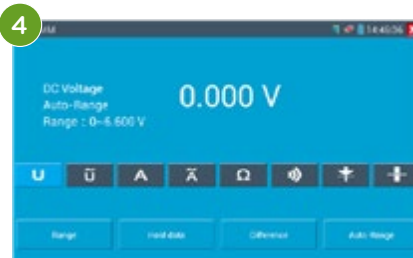 4
DC Voltage
Auto-Range
0.000 V
Range : 0~6.600 V
U Ũ A Ã Ω
Range Hold data Difference Auto-Range